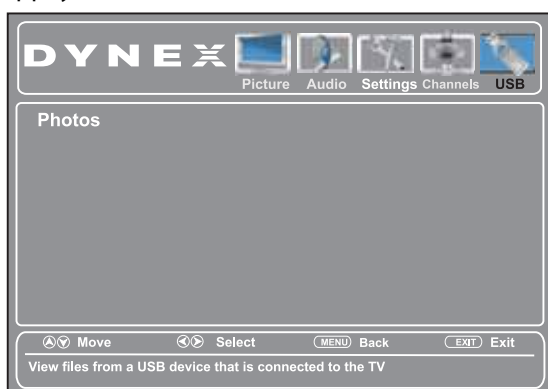 DYNEX
Picture Audio Settings Channels USB
Photos
Move Select MENU Back EXIT Exit
View files from a USB device that is connected to the TV